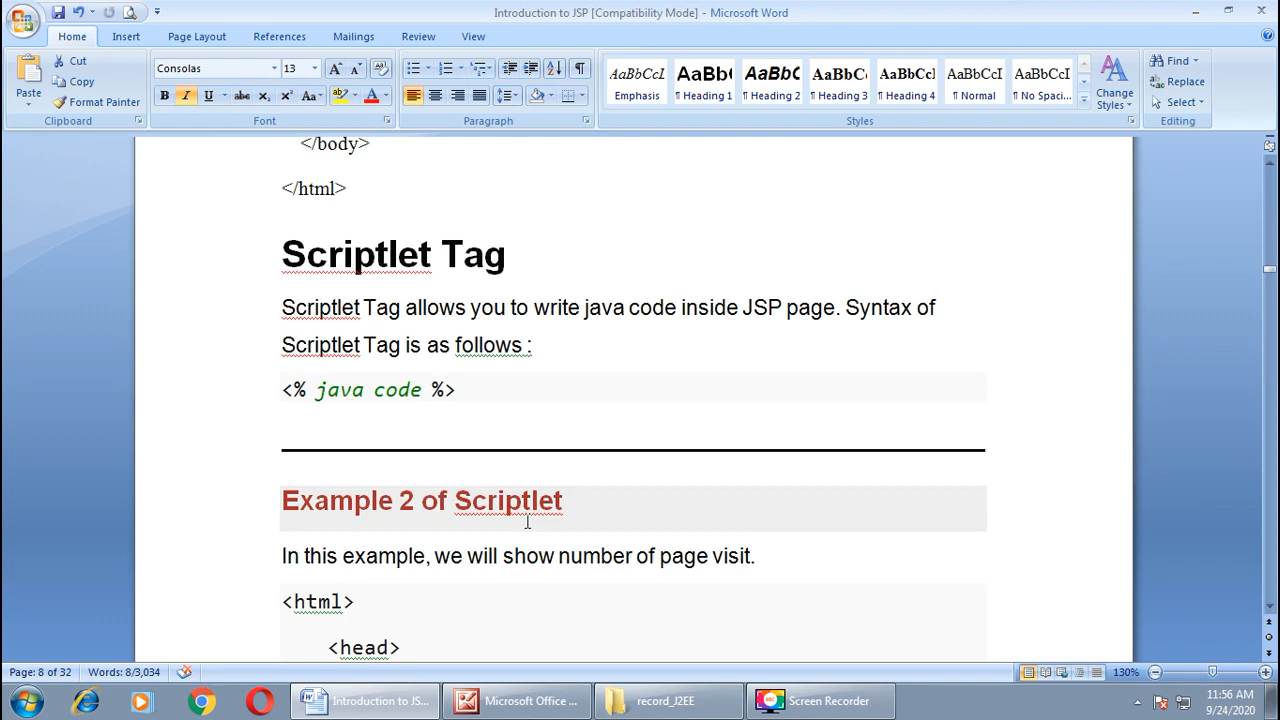 Introduction to JSP [Compatibility Mode] - Microsoft Word
Home Insert Page Layout References Mailings Review View
Paste
Cut
Copy
Format Painter
Clipboard
Consolas 13
B I U abc x₂ x² Aa
Font
Paragraph
AaBbCcI AaBb( AaBbC AaBbC( AaBbC AaBbCcI AaBbCcI
Emphasis ¶ Heading 1 ¶ Heading 2 ¶ Heading 3 ¶ Heading 4 ¶ Normal ¶ No Spaci...
Change Styles
Styles
Find
Replace
Select
Editing
</body>
</html>
Scriptlet Tag
Scriptlet Tag allows you to write java code inside JSP page. Syntax of
Scriptlet Tag is as follows :
<% java code %>
Example 2 of Scriptlet
In this example, we will show number of page visit.
<html>
<head>
Page: 8 of 32 Words: 8/3,034 130%
Introduction to JS... Microsoft Office ... record_J2EE Screen Recorder 11:56 AM
9/24/2020